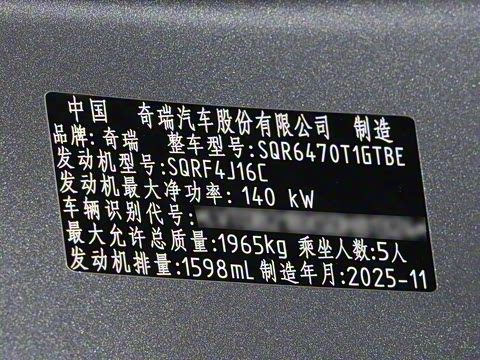 中国 奇瑞汽车股份有限公司 制造
品牌:奇瑞 整车型号:SQR6470T1GTBE
发动机型号:SQRF4J16C
发动机最大净功率:140 kW
车辆识别代号:
最大允许总质量:1965kg 乘坐人数:5人
发动机排量:1598mL 制造年月:2025-11